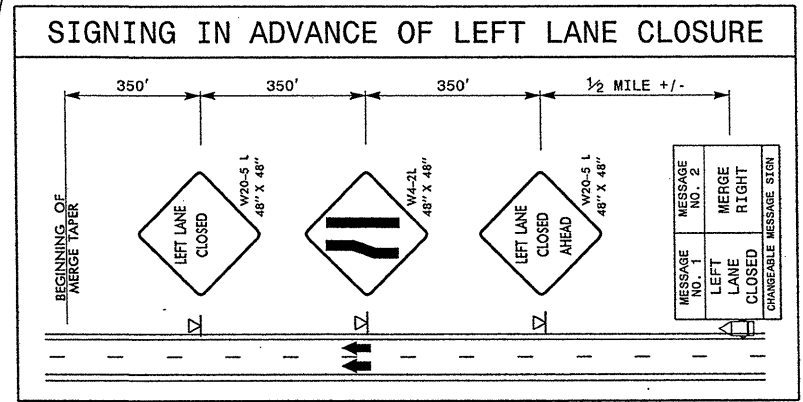 SIGNING IN ADVANCE OF LEFT LANE CLOSURE
350'
350'
350'
1/2 MILE +/-
BEGINNING OF
MERGE TAPER
LEFT LANE
CLOSED
W20-5 L
48" X 48"
W4-2L
48" X 48"
LEFT LANE
CLOSED
AHEAD
W20-5 L
48" X 48"
MESSAGE
NO. 1
LEFT
LANE
CLOSED
MESSAGE
NO. 2
MERGE
RIGHT
CHANGEABLE MESSAGE SIGN